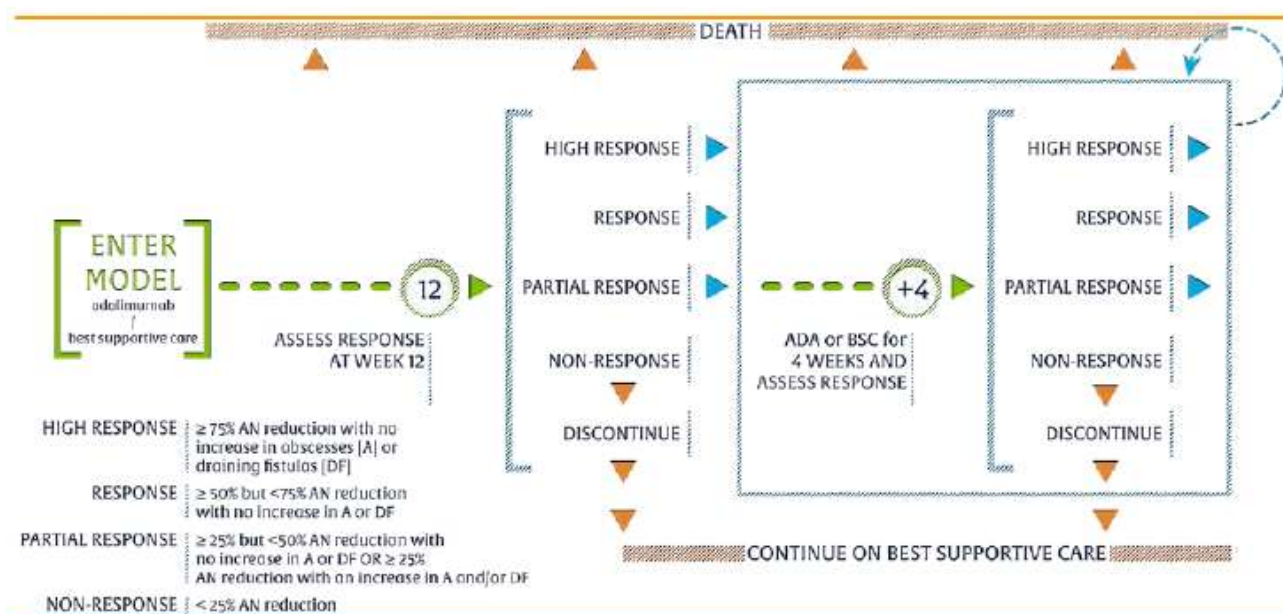 DEATH
HIGH RESPONSE
RESPONSE
PARTIAL RESPONSE
NON-RESPONSE
DISCONTINUE
ENTER
MODEL
adalimumab
best supportive care
12
ASSESS RESPONSE
AT WEEK 12
+4
ADA or BSC for
4 WEEKS AND
ASSESS RESPONSE
HIGH RESPONSE
RESPONSE
PARTIAL RESPONSE
NON-RESPONSE
DISCONTINUE
HIGH RESPONSE ≥ 75% AN reduction with no
increase in abscesses [A] or
draining fistulas [DF]
RESPONSE ≥ 50% but <75% AN reduction
with no increase in A or DF
PARTIAL RESPONSE ≥ 25% but <50% AN reduction with
no increase in A or DF OR ≥ 25%
AN reduction with an increase in A and/or DF
NON-RESPONSE < 25% AN reduction
CONTINUE ON BEST SUPPORTIVE CARE